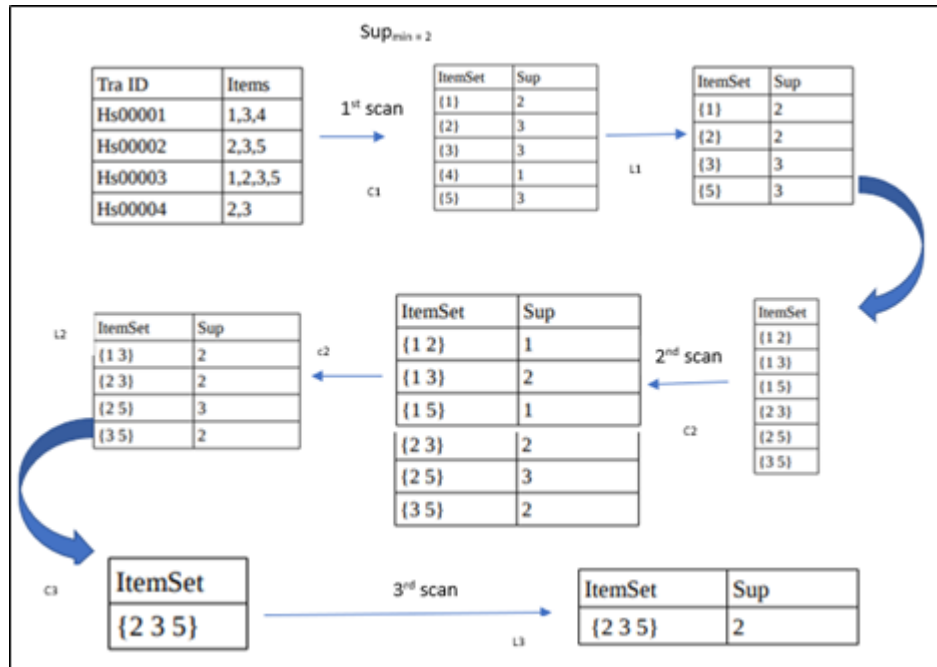 Sup min = 2
Tra ID Items
Hs00001 1,3,4
Hs00002 2,3,5
Hs00003 1,2,3,5
Hs00004 2,3
1st scan
C1
ItemSet Sup
{1} 2
{2} 3
{3} 3
{4} 1
{5} 3
L1
ItemSet Sup
{1} 2
{2} 2
{3} 3
{5} 3
ItemSet
{1 2}
{1 3}
{1 5}
{2 3}
{2 5}
{3 5}
2nd scan
C2
ItemSet Sup
{1 2} 1
{1 3} 2
{1 5} 1
{2 3} 2
{2 5} 3
{3 5} 2
c2
L2
ItemSet Sup
{1 3} 2
{2 3} 2
{2 5} 3
{3 5} 2
C3
ItemSet
{2 3 5}
3rd scan
L3
ItemSet Sup
{2 3 5} 2